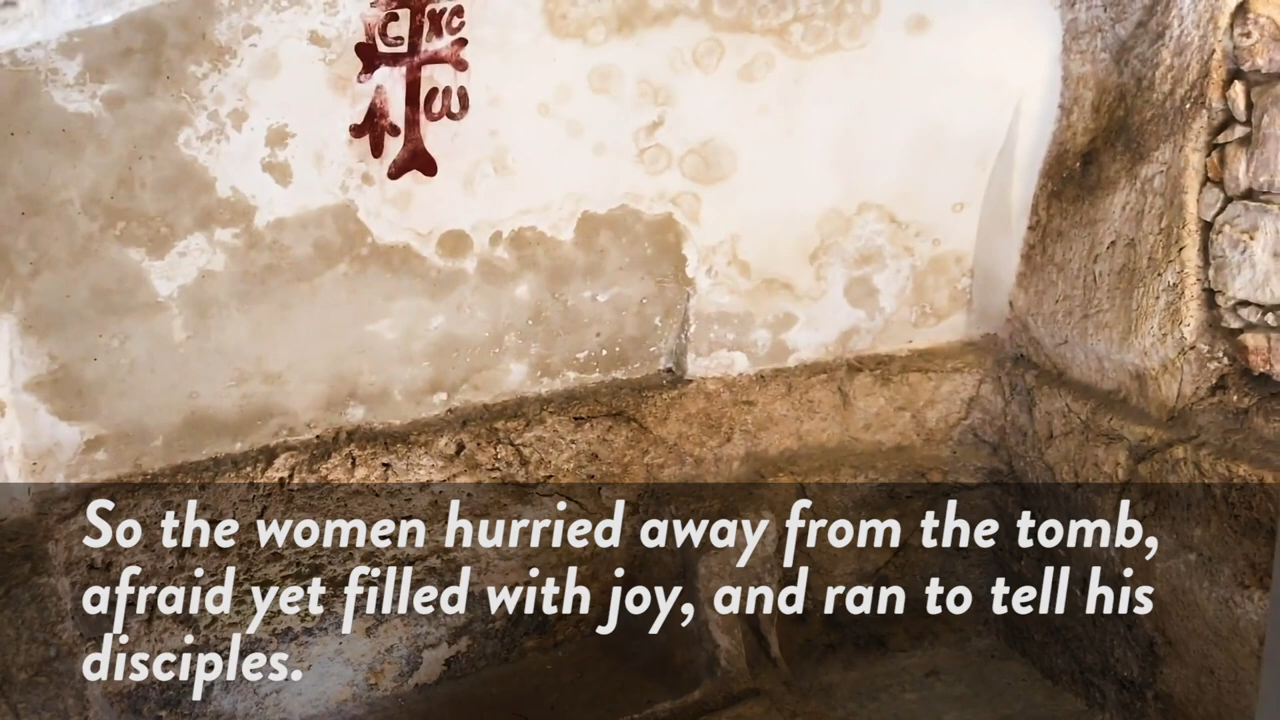 C XC
ω
So the women hurried away from the tomb,
afraid yet filled with joy, and ran to tell his
disciples.